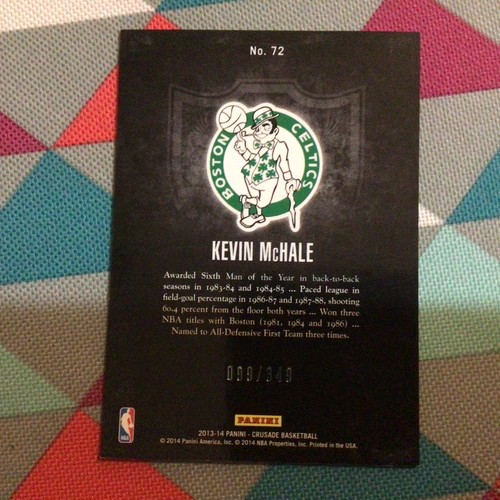 No. 72
BOSTON CELTICS
KEVIN McHALE
Awarded Sixth Man of the Year in back-to-back
seasons in 1983-84 and 1984-85 ... Paced league in
field-goal percentage in 1986-87 and 1987-88, shooting
60.4 percent from the floor both years ... Won three
NBA titles with Boston (1981, 1984 and 1986) ...
Named to All-Defensive First Team three times.
099/349
PANINI
NBA
2013-14 PANINI - CRUSADE BASKETBALL
© 2014 Panini America, Inc. © 2014 NBA Properties, Inc. Printed in the USA.